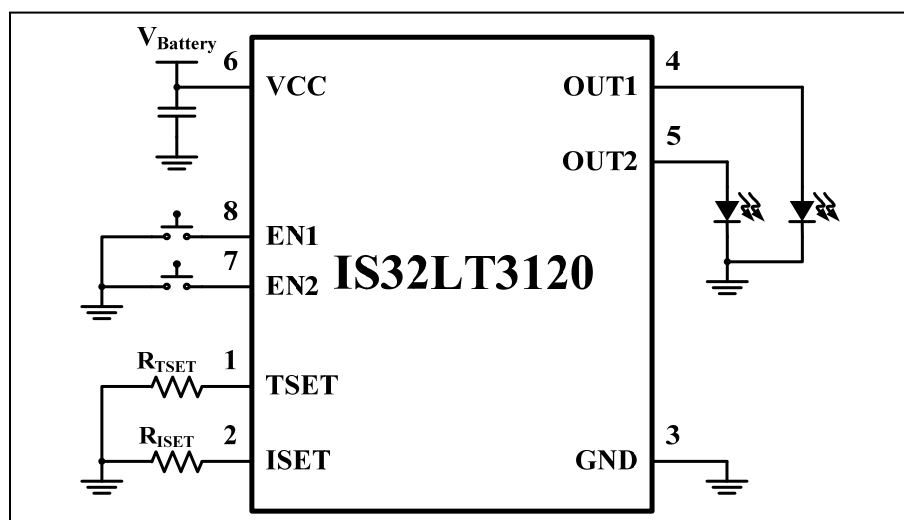 VBattery
6
VCC
OUT1
4
5
OUT2
8
EN1
7
EN2
IS32LT3120
RTSET
1
TSET
RISET
2
ISET
3
GND